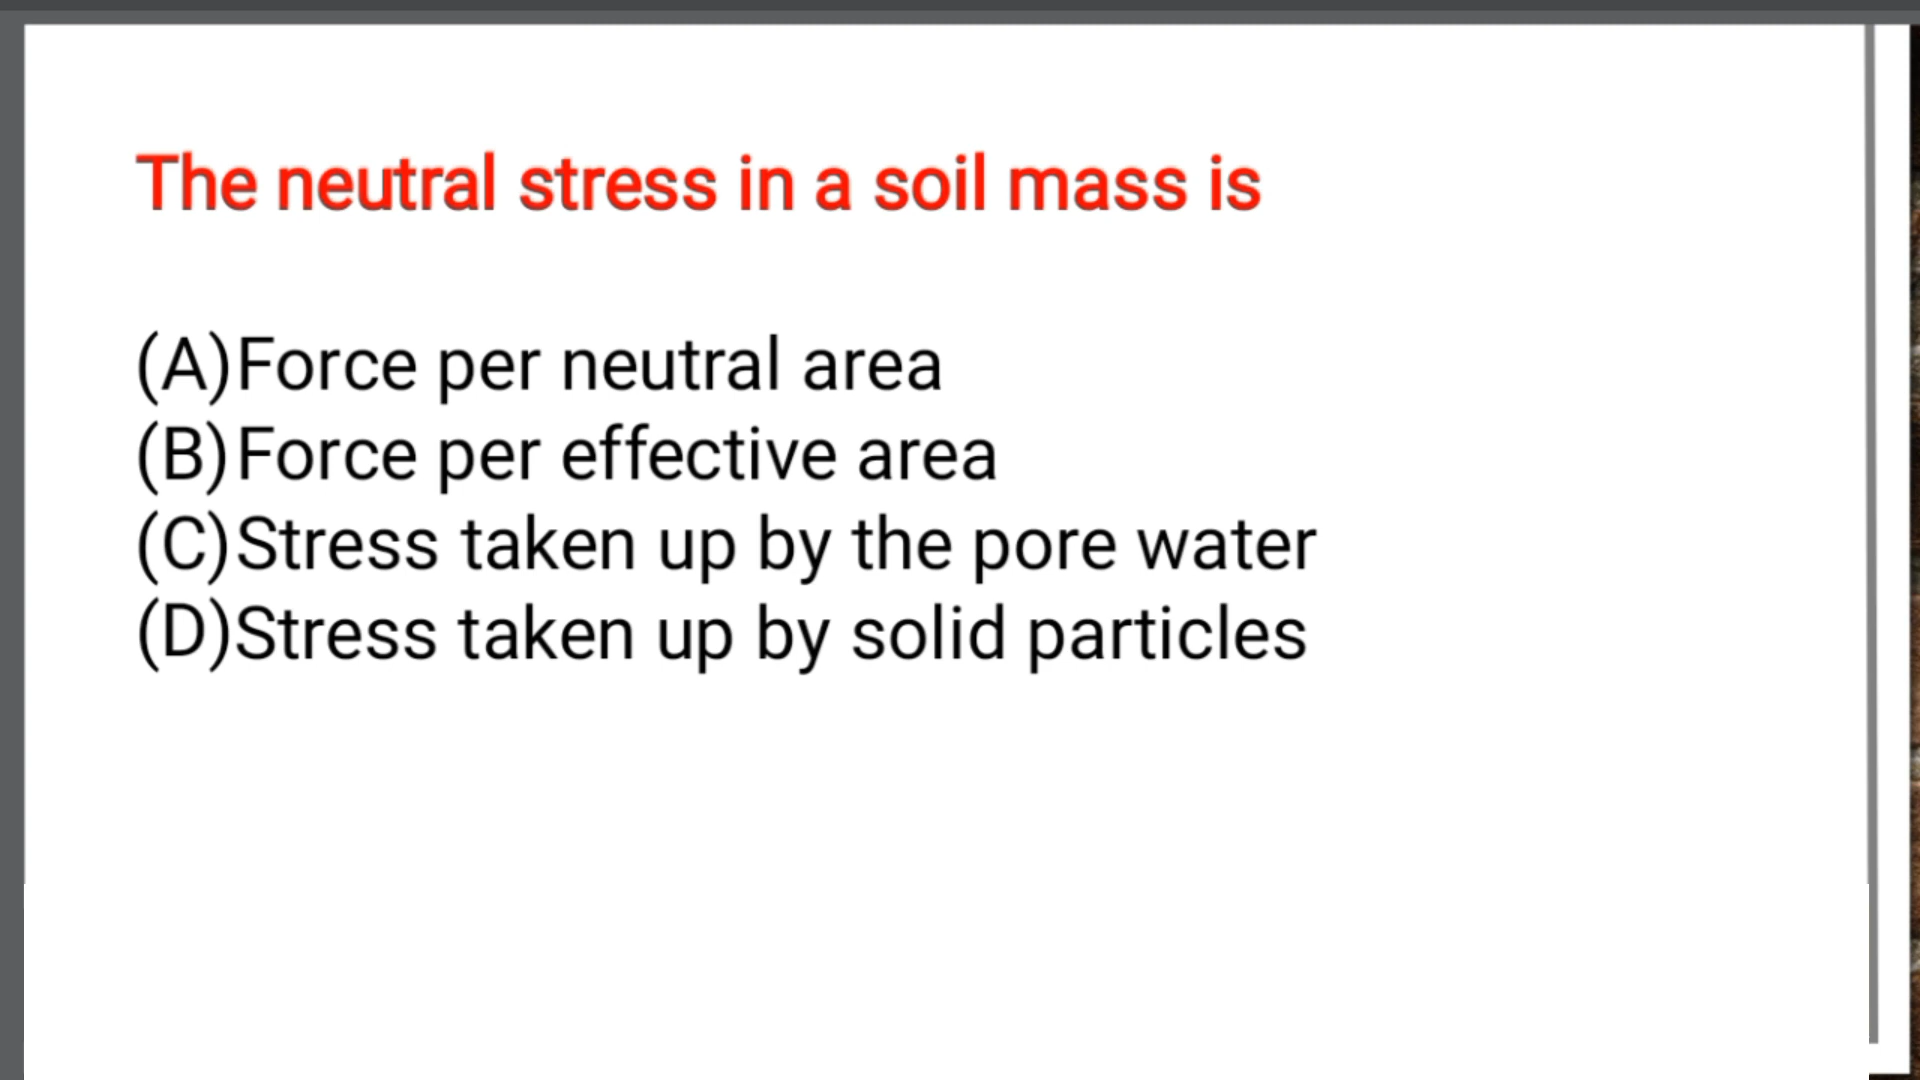 The neutral stress in a soil mass is
(A)Force per neutral area
(B)Force per effective area
(C)Stress taken up by the pore water
(D)Stress taken up by solid particles